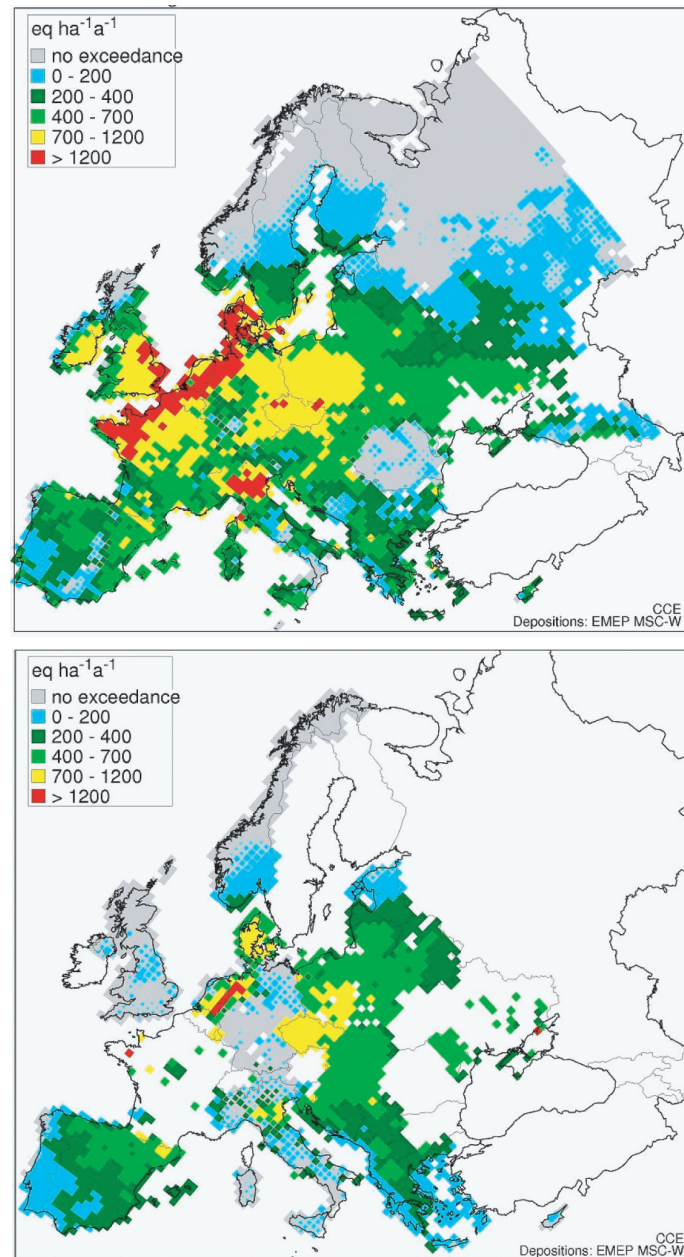 eq ha⁻¹a⁻¹
no exceedance
0 - 200
200 - 400
400 - 700
700 - 1200
> 1200
CCE
Depositions: EMEP MSC-W
eq ha⁻¹a⁻¹
no exceedance
0 - 200
200 - 400
400 - 700
700 - 1200
> 1200
CCE
Depositions: EMEP MSC-W